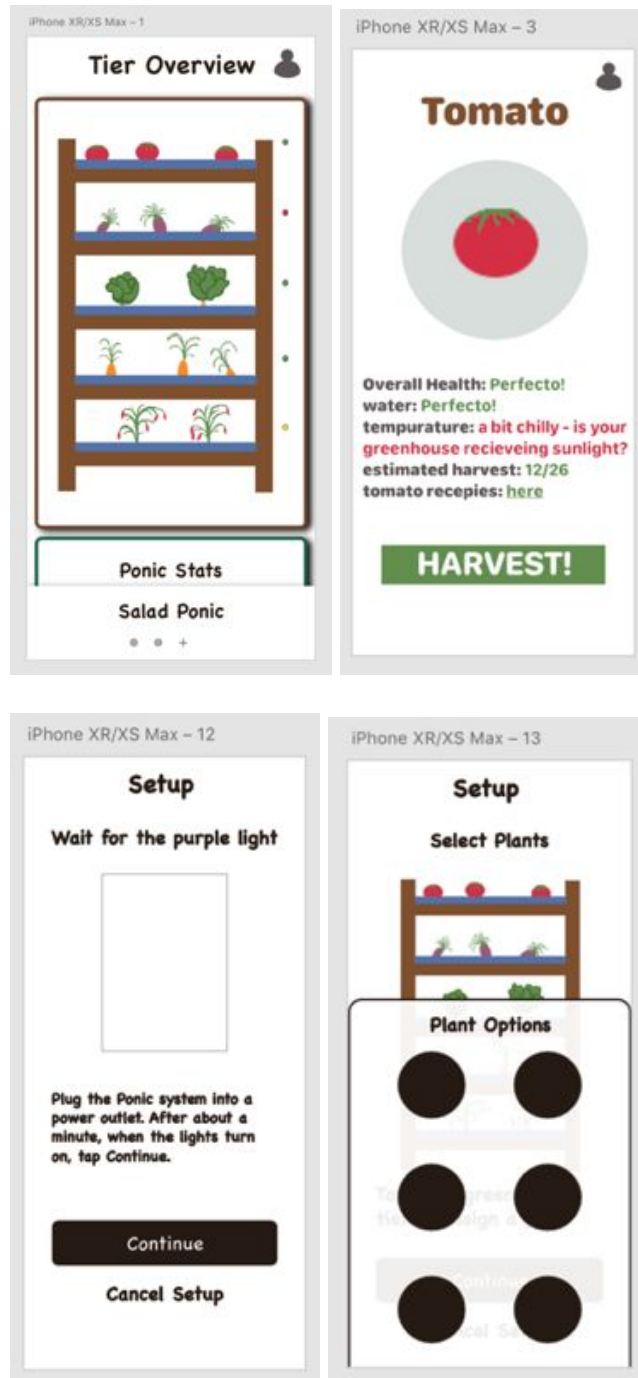 iPhone XR/XS Max – 1
Tier Overview
Ponic Stats
Salad Ponic
iPhone XR/XS Max – 3
Tomato
Overall Health: Perfecto!
water: Perfecto!
tempurature: a bit chilly - is your
greenhouse recieveing sunlight?
estimated harvest: 12/26
tomato recepies: here
HARVEST!
iPhone XR/XS Max – 12
Setup
Wait for the purple light
Plug the Ponic system into a
power outlet. After about a
minute, when the lights turn
on, tap Continue.
Continue
Cancel Setup
iPhone XR/XS Max – 13
Setup
Select Plants
Plant Options